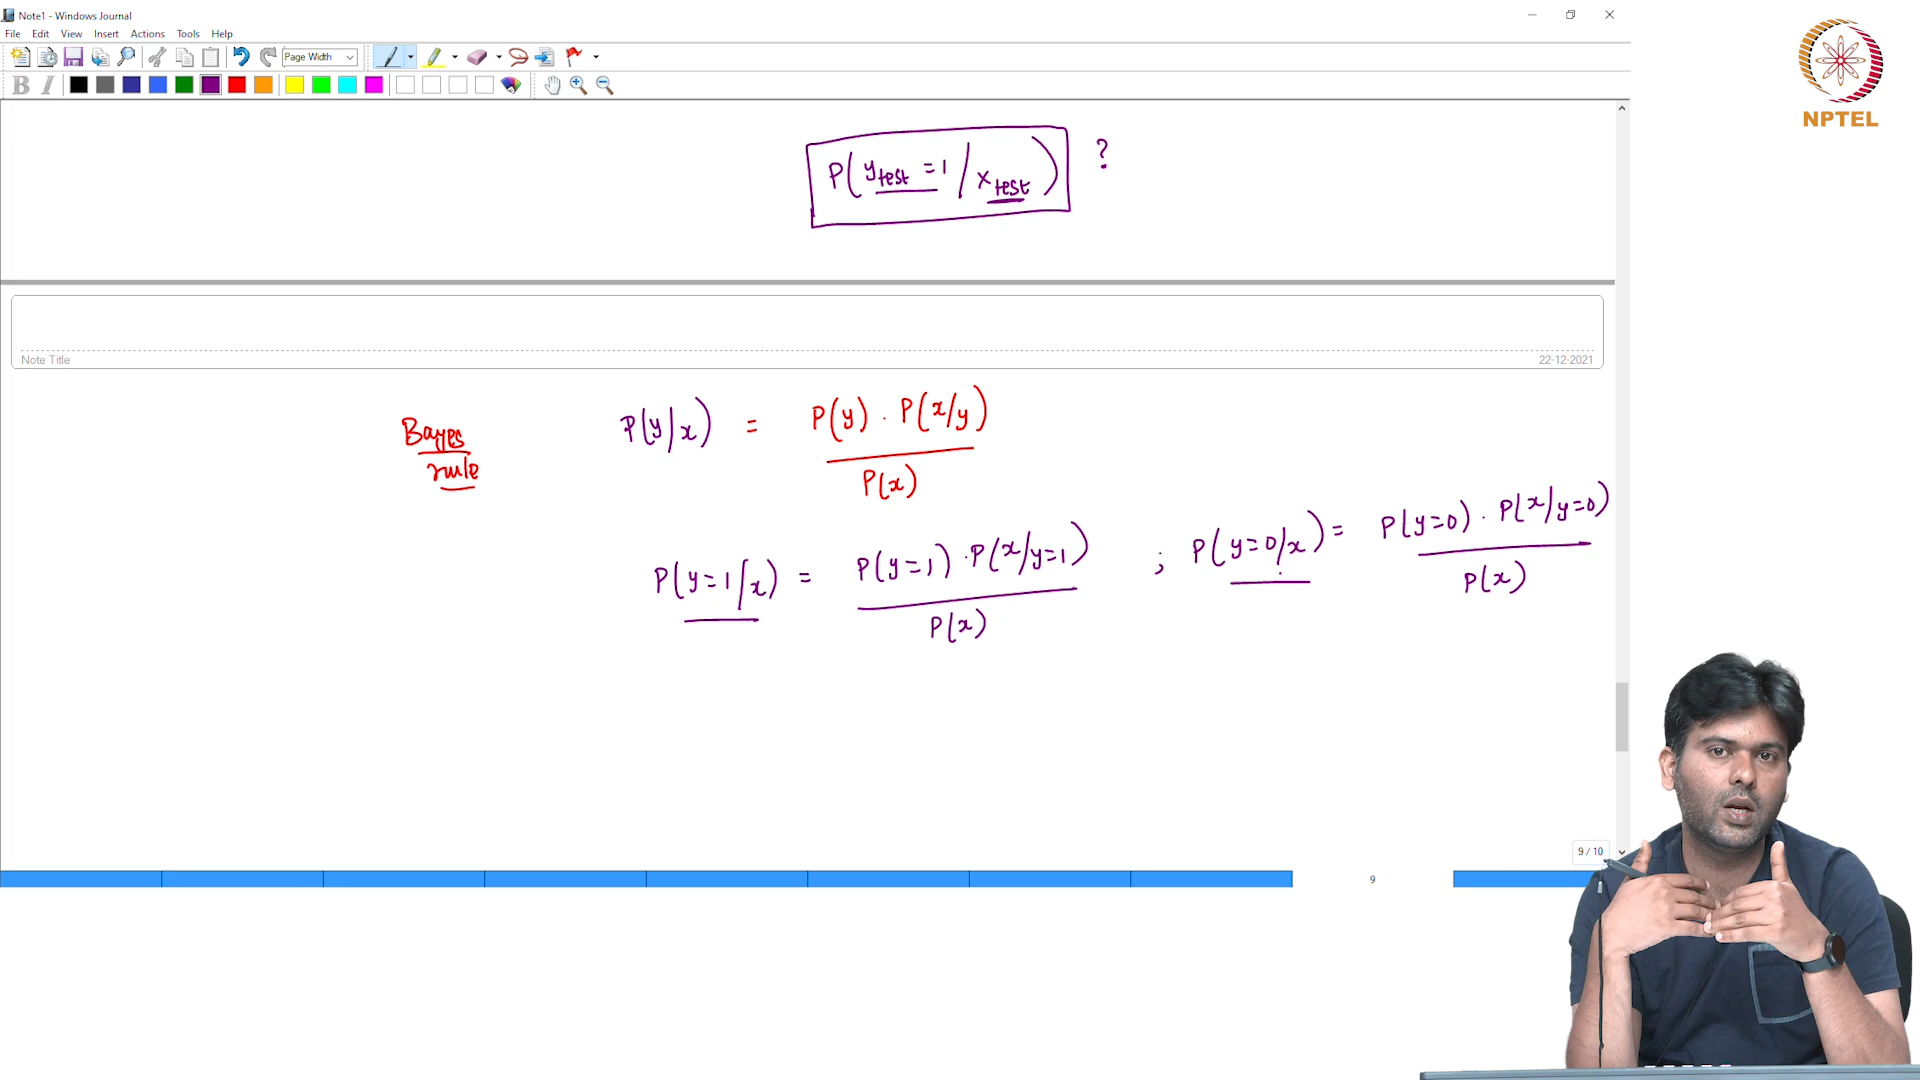 Note1 - Windows Journal
File Edit View Insert Actions Tools Help
Page Width
B I
NPTEL
P(y_test = 1 / x_test) ?
Note Title
22-12-2021
Bayes rule
P(y/x) = P(y) . P(x/y)
P(x)
P(y=1/x) = P(y=1) . P(x/y=1)
P(x)
; P(y=0/x) = P(y=0) . P(x/y=0)
P(x)
9 / 10
9